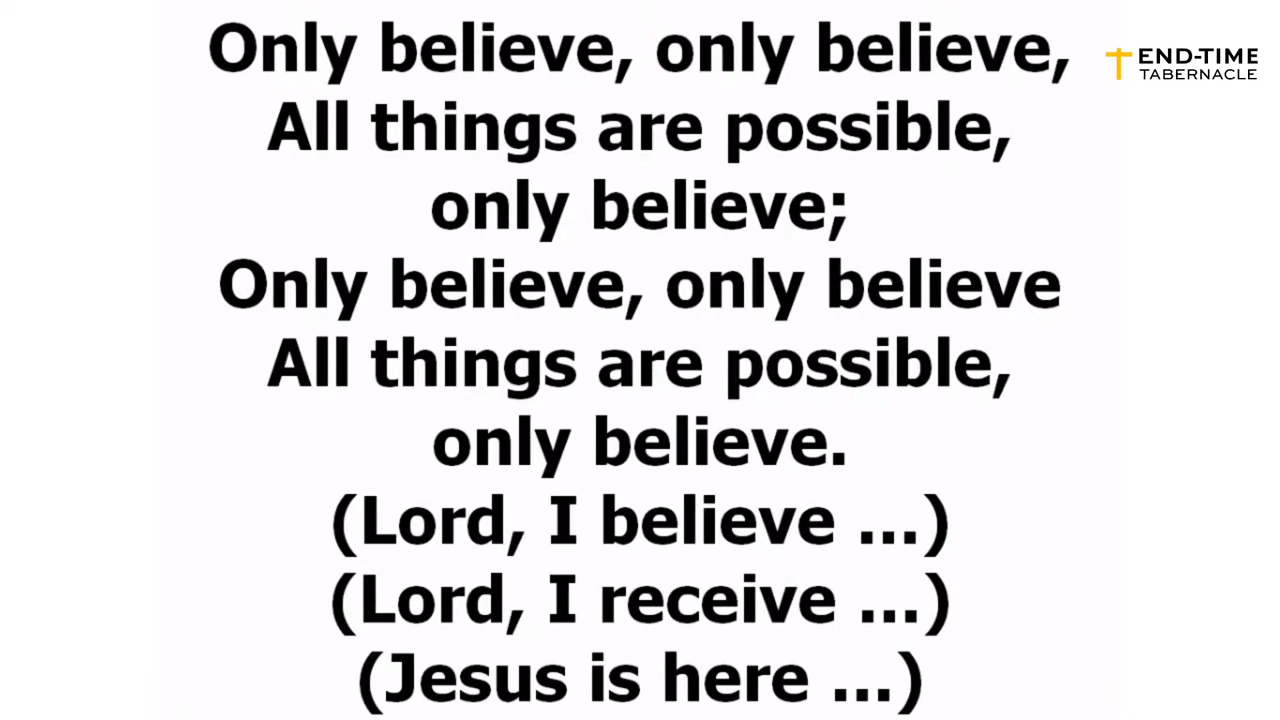 Only believe, only believe,
All things are possible,
only believe;
Only believe, only believe
All things are possible,
only believe.
(Lord, I believe ...)
(Lord, I receive ...)
(Jesus is here ...)
END-TIME
TABERNACLE